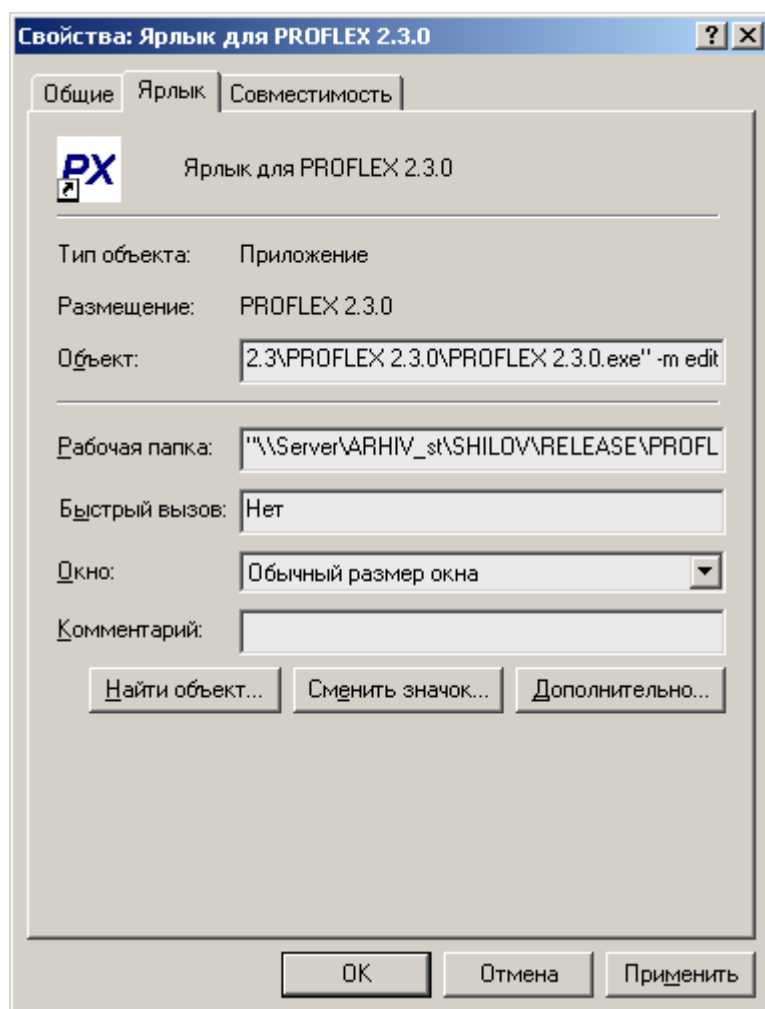 Свойства: Ярлык для PROFLEX 2.3.0
Общие Ярлык Совместимость
PX Ярлык для PROFLEX 2.3.0
Тип объекта: Приложение
Размещение: PROFLEX 2.3.0
Объект: 2.3\PROFLEX 2.3.0\PROFLEX 2.3.0.exe" -m edit
Рабочая папка: "\\Server\ARHIV_st\SHILOV\RELEASE\PROFL
Быстрый вызов: Нет
Окно: Обычный размер окна
Комментарий:
Найти объект... Сменить значок... Дополнительно...
OK Отмена Применить